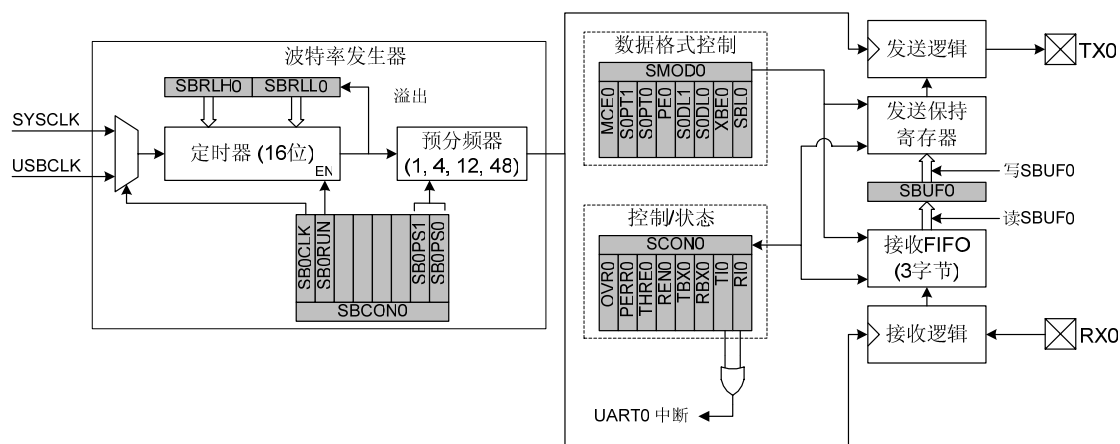 波特率发生器
SBRLH0 SBRLL0
溢出
SYSCLK
USBCLK
定时器 (16位)
EN
预分频器
(1, 4, 12, 48)
SB0CLK
SB0RUN
SB0PS1
SB0PS0
SBCON0
数据格式控制
SMOD0
MCE0
S0PT1
S0PT0
PE0
S0DL1
S0DL0
XBE0
SBL0
控制/状态
SCON0
OVR0
PERR0
THRE0
REN0
TBX0
RBX0
TI0
RI0
UART0 中断
发送逻辑
TX0
发送保持
寄存器
写SBUF0
SBUF0
读SBUF0
接收FIFO
(3字节)
接收逻辑
RX0